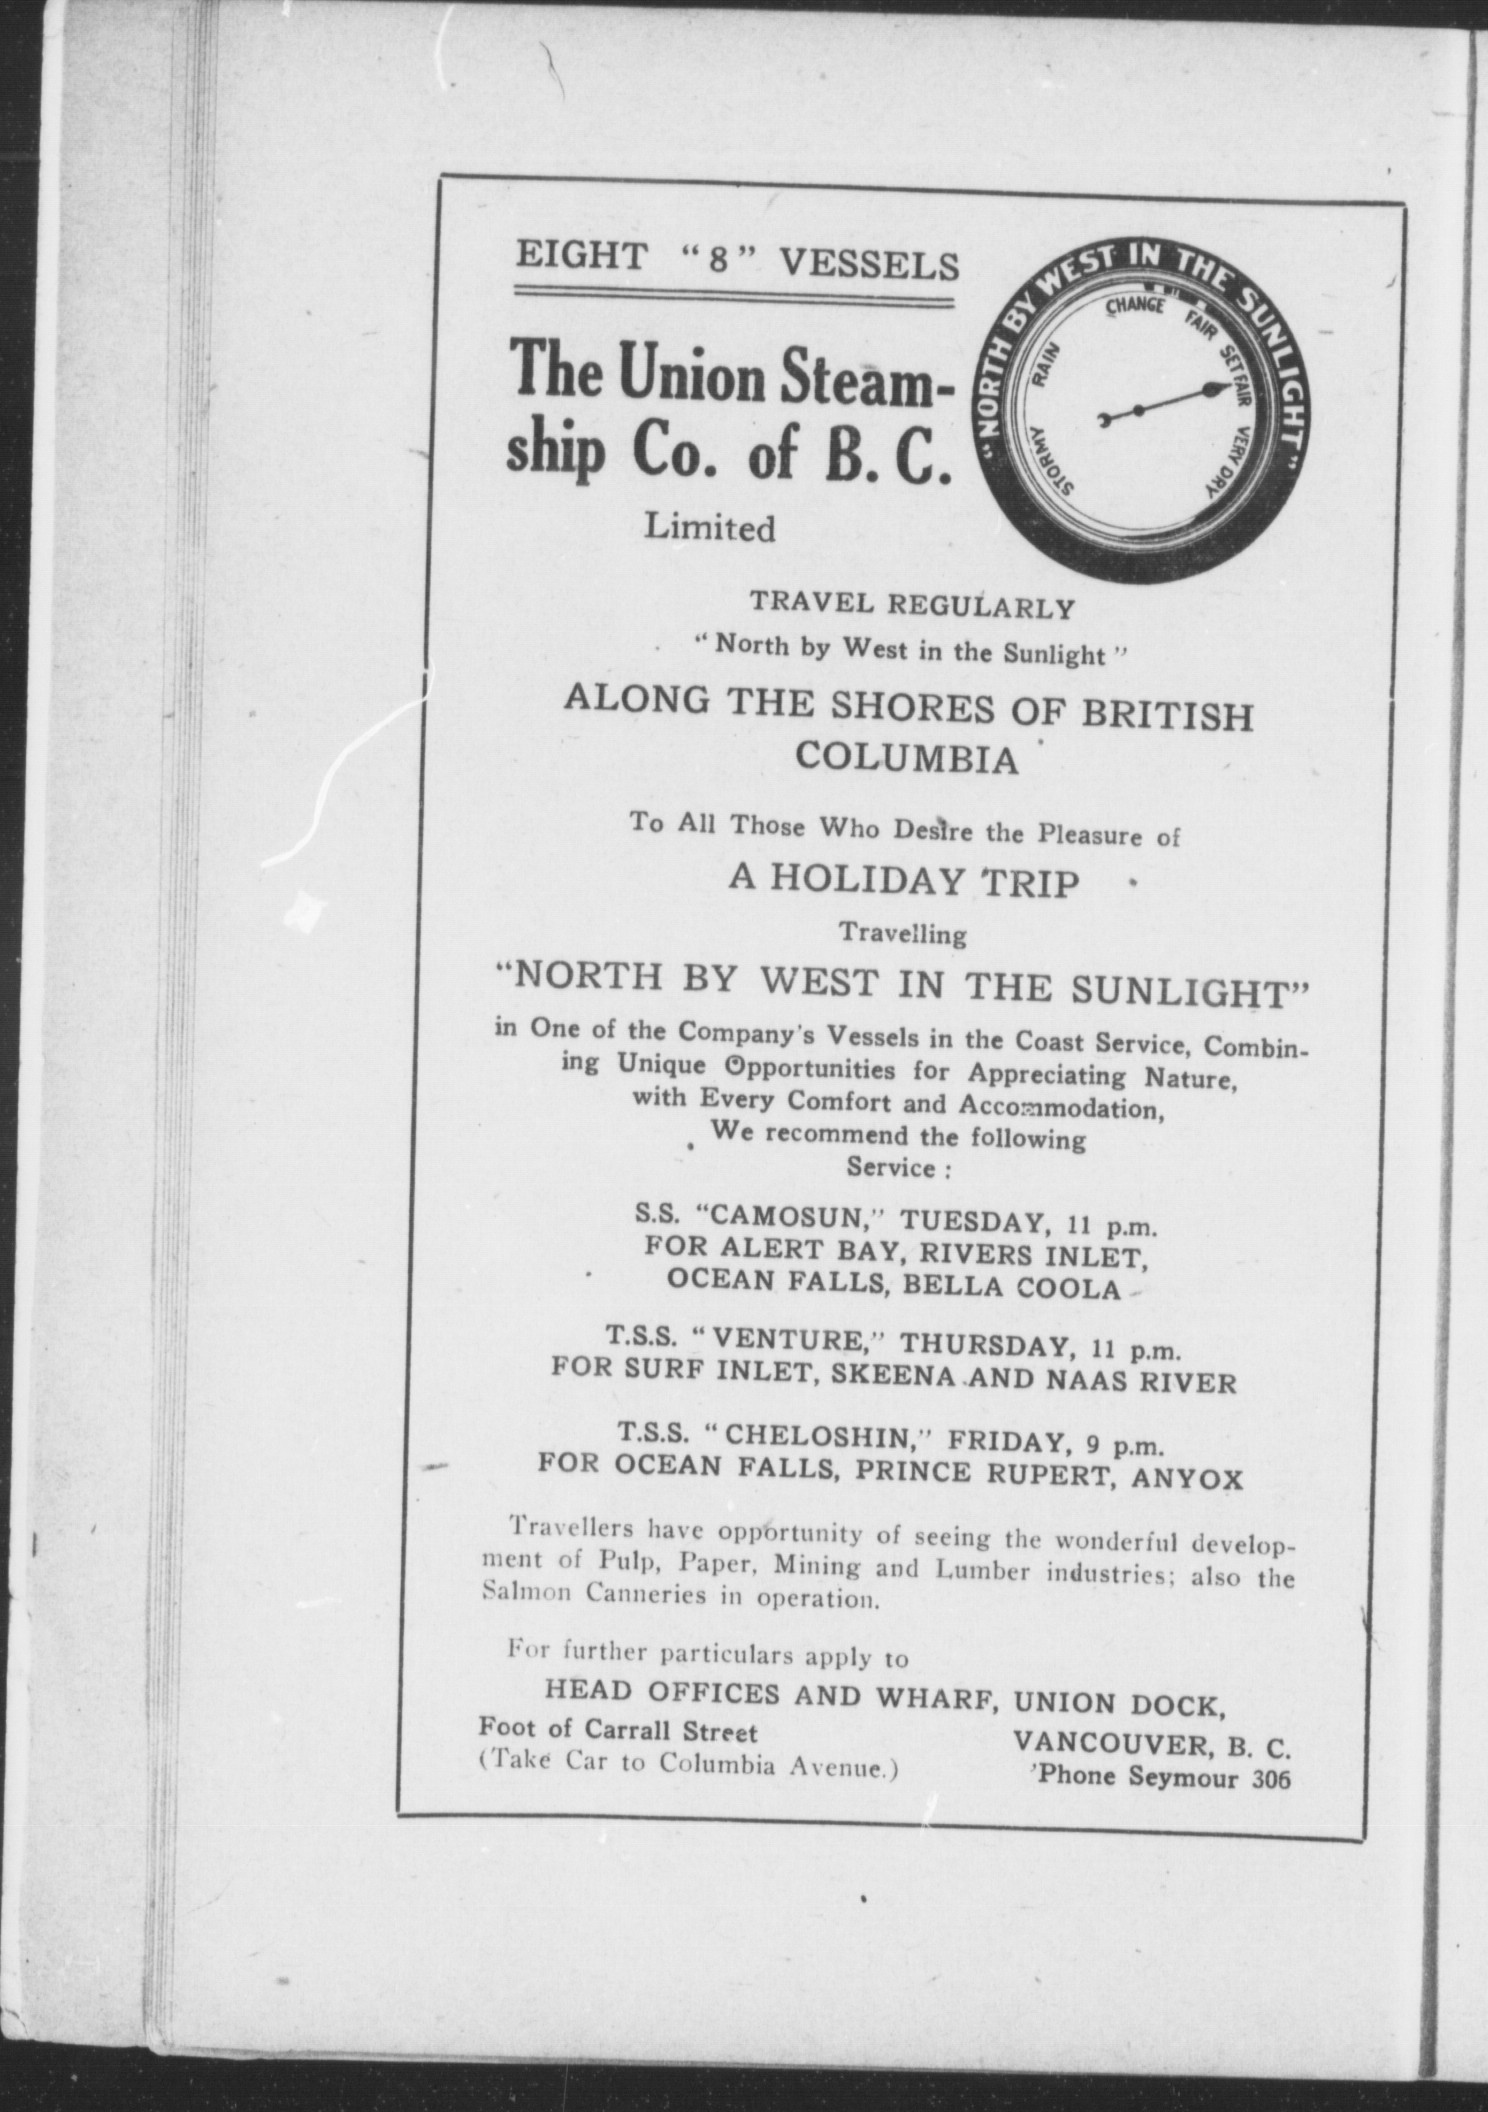 EIGHT "8" VESSELS
The Union Steam-
ship Co. of B. C.
Limited
"NORTH BY WEST IN THE SUNLIGHT"
STORMY
RAIN
CHANGE
FAIR
SET FAIR
VERY DRY
TRAVEL REGULARLY
"North by West in the Sunlight"
ALONG THE SHORES OF BRITISH
COLUMBIA
To All Those Who Desire the Pleasure of
A HOLIDAY TRIP
Travelling
"NORTH BY WEST IN THE SUNLIGHT"
in One of the Company's Vessels in the Coast Service, Combin-
ing Unique Opportunities for Appreciating Nature,
with Every Comfort and Accommodation,
We recommend the following
Service :
S.S. "CAMOSUN," TUESDAY, 11 p.m.
FOR ALERT BAY, RIVERS INLET,
OCEAN FALLS, BELLA COOLA
T.S.S. "VENTURE," THURSDAY, 11 p.m.
FOR SURF INLET, SKEENA AND NAAS RIVER
T.S.S. "CHELOSHIN," FRIDAY, 9 p.m.
FOR OCEAN FALLS, PRINCE RUPERT, ANYOX
Travellers have opportunity of seeing the wonderful develop-
ment of Pulp, Paper, Mining and Lumber industries; also the
Salmon Canneries in operation.
For further particulars apply to
HEAD OFFICES AND WHARF, UNION DOCK,
Foot of Carrall Street VANCOUVER, B. C.
(Take Car to Columbia Avenue.) 'Phone Seymour 306